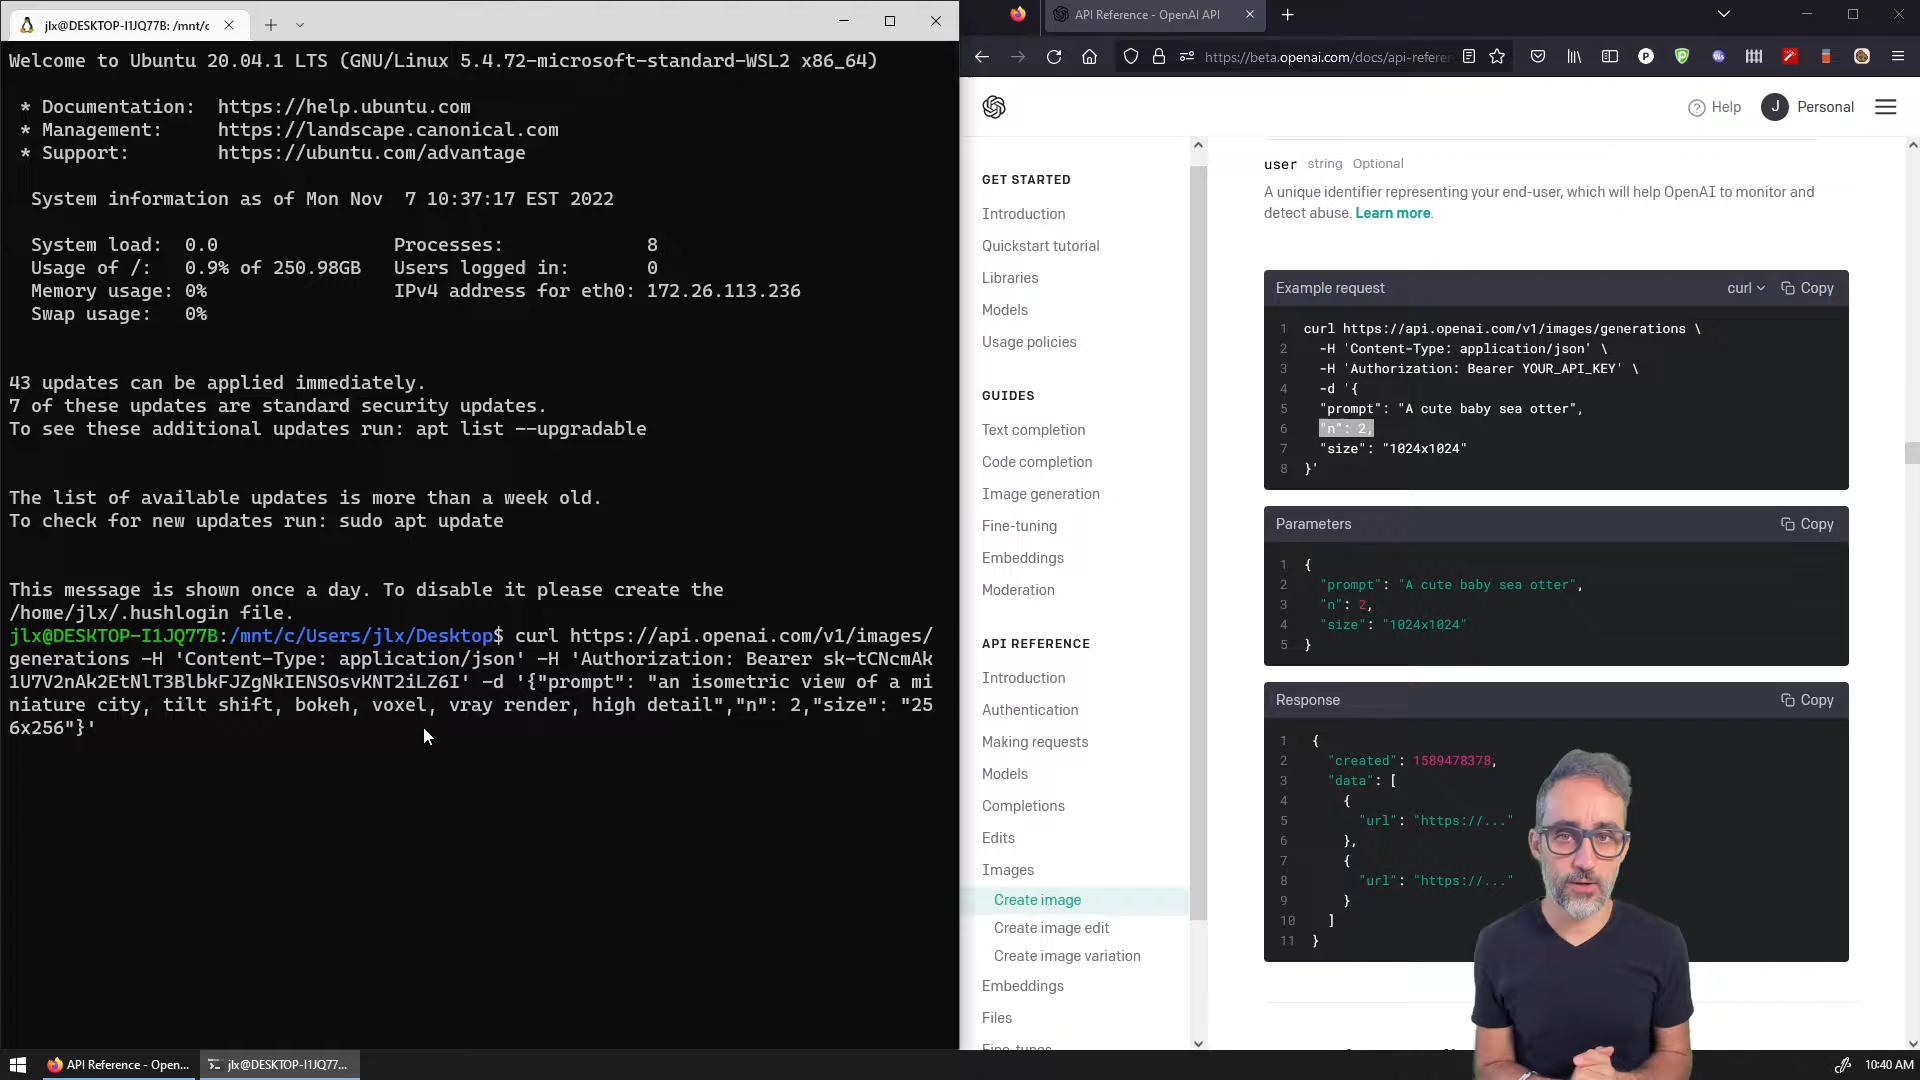 jlx@DESKTOP-I1JQ77B: /mnt/c
Welcome to Ubuntu 20.04.1 LTS (GNU/Linux 5.4.72-microsoft-standard-WSL2 x86_64)
* Documentation: https://help.ubuntu.com
* Management: https://landscape.canonical.com
* Support: https://ubuntu.com/advantage
System information as of Mon Nov 7 10:37:17 EST 2022
System load: 0.0 Processes: 8
Usage of /: 0.9% of 250.98GB Users logged in: 0
Memory usage: 0% IPv4 address for eth0: 172.26.113.236
Swap usage: 0%
43 updates can be applied immediately.
7 of these updates are standard security updates.
To see these additional updates run: apt list --upgradable
The list of available updates is more than a week old.
To check for new updates run: sudo apt update
This message is shown once a day. To disable it please create the
/home/jlx/.hushlogin file.
jlx@DESKTOP-I1JQ77B:/mnt/c/Users/jlx/Desktop$ curl https://api.openai.com/v1/images/
generations -H 'Content-Type: application/json' -H 'Authorization: Bearer sk-tCNcmAk
1U7V2nAk2EtNlT3BlbkFJZgNkIENSOsvKNT2iLZ6I' -d '{"prompt": "an isometric view of a mi
niature city, tilt shift, bokeh, voxel, vray render, high detail","n": 2,"size": "25
6x256"}'
API Reference - OpenAI API
https://beta.openai.com/docs/api-referen
Help
J Personal
GET STARTED
Introduction
Quickstart tutorial
Libraries
Models
Usage policies
GUIDES
Text completion
Code completion
Image generation
Fine-tuning
Embeddings
Moderation
API REFERENCE
Introduction
Authentication
Making requests
Models
Completions
Edits
Images
Create image
Create image edit
Create image variation
Embeddings
Files
Fine-tunes
user string Optional
A unique identifier representing your end-user, which will help OpenAI to monitor and
detect abuse. Learn more.
Example request curl Copy
1 curl https://api.openai.com/v1/images/generations \
2 -H 'Content-Type: application/json' \
3 -H 'Authorization: Bearer YOUR_API_KEY' \
4 -d '{
5 "prompt": "A cute baby sea otter",
6 "n": 2,
7 "size": "1024x1024"
8 }'
Parameters Copy
1 {
2 "prompt": "A cute baby sea otter",
3 "n": 2,
4 "size": "1024x1024"
5 }
Response Copy
1 {
2 "created": 1589478378,
3 "data": [
4 {
5 "url": "https://..."
6 },
7 {
8 "url": "https://..."
9 }
10 ]
11 }
API Reference - Open...
jlx@DESKTOP-I1JQ77...
10:40 AM